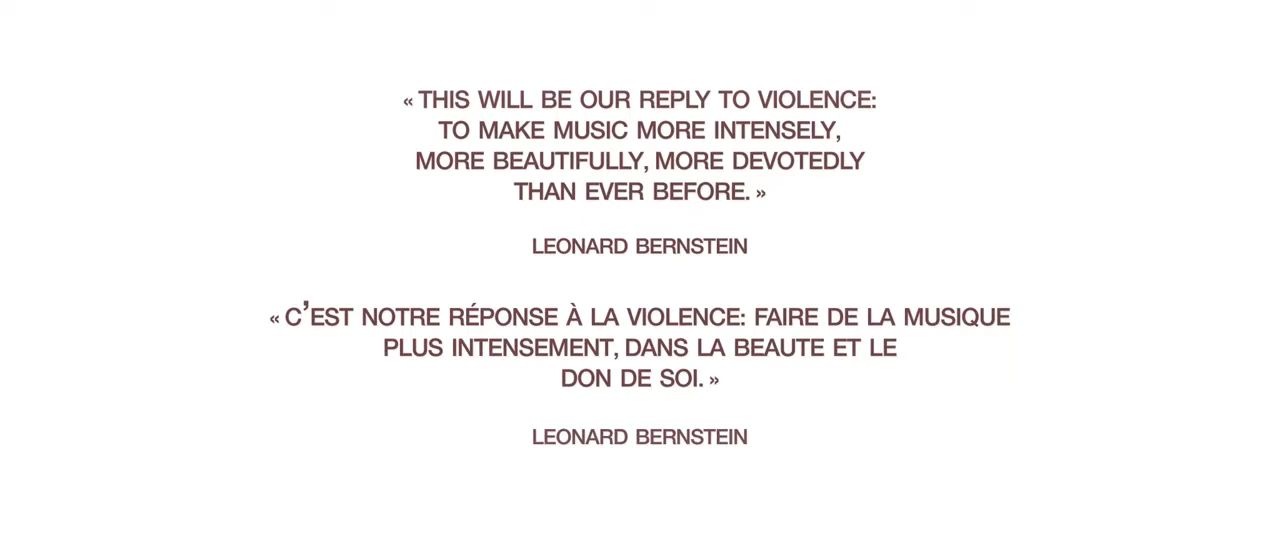 « THIS WILL BE OUR REPLY TO VIOLENCE:
TO MAKE MUSIC MORE INTENSELY,
MORE BEAUTIFULLY, MORE DEVOTEDLY
THAN EVER BEFORE. »
LEONARD BERNSTEIN
« C’EST NOTRE RÉPONSE À LA VIOLENCE: FAIRE DE LA MUSIQUE
PLUS INTENSEMENT, DANS LA BEAUTE ET LE
DON DE SOI. »
LEONARD BERNSTEIN